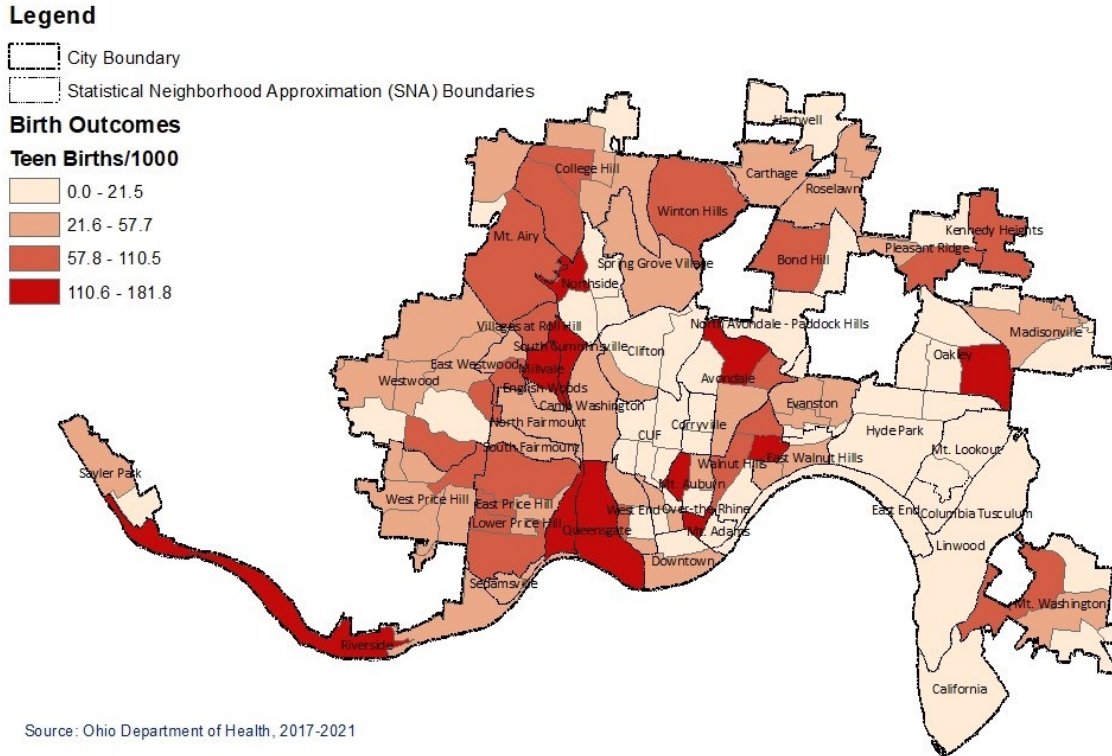 Legend
City Boundary
Statistical Neighborhood Approximation (SNA) Boundaries
Birth Outcomes
Teen Births/1000
0.0 - 21.5
21.6 - 57.7
57.8 - 110.5
110.6 - 181.8
Hartwell
College Hill
Carthage
Roselawn
Winton Hills
Kennedy Heights
Mt. Airy
Pleasant Ridge
Bond Hill
Spring Grove Village
Northside
Villages at Roll Hill
North Avondale - Paddock Hills
Madisonville
South Cumminsville
Clifton
Oakley
East Westwood
Millvale
Avondale
Westwood
English Woods
Camp Washington
Evanston
North Fairmount
Corryville
Hyde Park
CUF
South Fairmount
Mt. Lookout
East Walnut Hills
Walnut Hills
Sayler Park
Mt. Auburn
West Price Hill
East Price Hill
West End
Over-the-Rhine
East End
Columbia Tusculum
Lower Price Hill
Queensgate
Mt. Adams
Linwood
Downtown
Sedamsville
Mt. Washington
Riverside
California
Source: Ohio Department of Health, 2017-2021